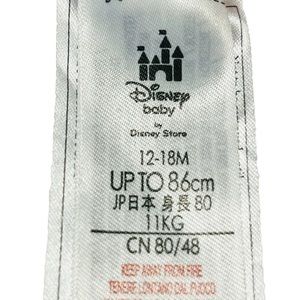 Disney
baby
by
Disney Store
12-18M
UP TO 86cm
JP日本 身長 80
11KG
CN 80/48
KEEP AWAY FROM FIRE
TENERE LONTANO DAL FUOCO